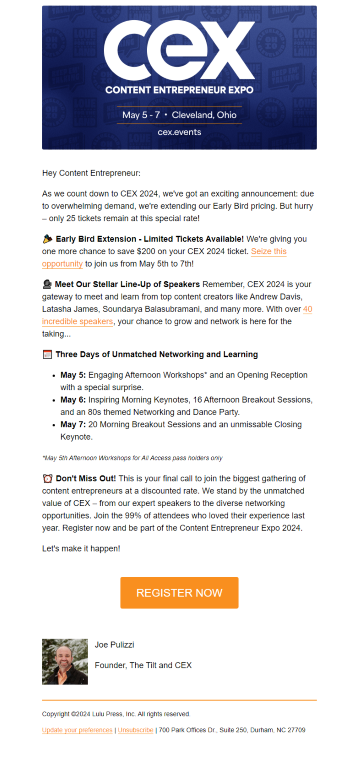 cex
CONTENT ENTREPRENEUR EXPO
May 5 - 7 • Cleveland, Ohio
cex.events
Hey Content Entrepreneur:
As we count down to CEX 2024, we've got an exciting announcement: due
to overwhelming demand, we're extending our Early Bird pricing. But hurry
– only 25 tickets remain at this special rate!
🎉 Early Bird Extension - Limited Tickets Available! We're giving you
one more chance to save $200 on your CEX 2024 ticket. Seize this
opportunity to join us from May 5th to 7th!
Meet Our Stellar Line-Up of Speakers Remember, CEX 2024 is your
gateway to meet and learn from top content creators like Andrew Davis,
Latasha James, Soundarya Balasubramani, and many more. With over 40
incredible speakers, your chance to grow and network is here for the
taking...
📅 Three Days of Unmatched Networking and Learning
• May 5: Engaging Afternoon Workshops* and an Opening Reception
with a special surprise.
• May 6: Inspiring Morning Keynotes, 16 Afternoon Breakout Sessions,
and an 80s themed Networking and Dance Party.
• May 7: 20 Morning Breakout Sessions and an unmissable Closing
Keynote.
*May 5th Afternoon Workshops for All Access pass holders only
⏰ Don't Miss Out! This is your final call to join the biggest gathering of
content entrepreneurs at a discounted rate. We stand by the unmatched
value of CEX – from our expert speakers to the diverse networking
opportunities. Join the 99% of attendees who loved their experience last
year. Register now and be part of the Content Entrepreneur Expo 2024.
Let's make it happen!
REGISTER NOW
Joe Pulizzi
Founder, The Tilt and CEX
Copyright ©2024 Lulu Press, Inc. All rights reserved.
Update your preferences | Unsubscribe | 700 Park Offices Dr., Suite 250, Durham, NC 27709